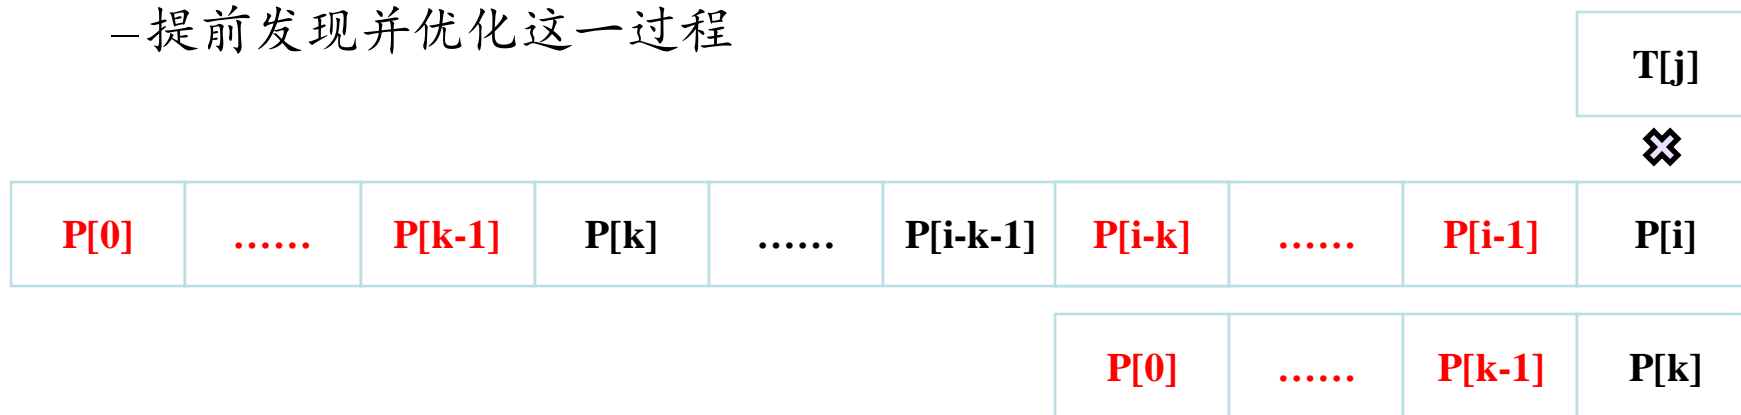 –提前发现并优化这一过程
T[j]
P[0] …… P[k-1] P[k] …… P[i-k-1] P[i-k] …… P[i-1] P[i]
P[0] …… P[k-1] P[k]